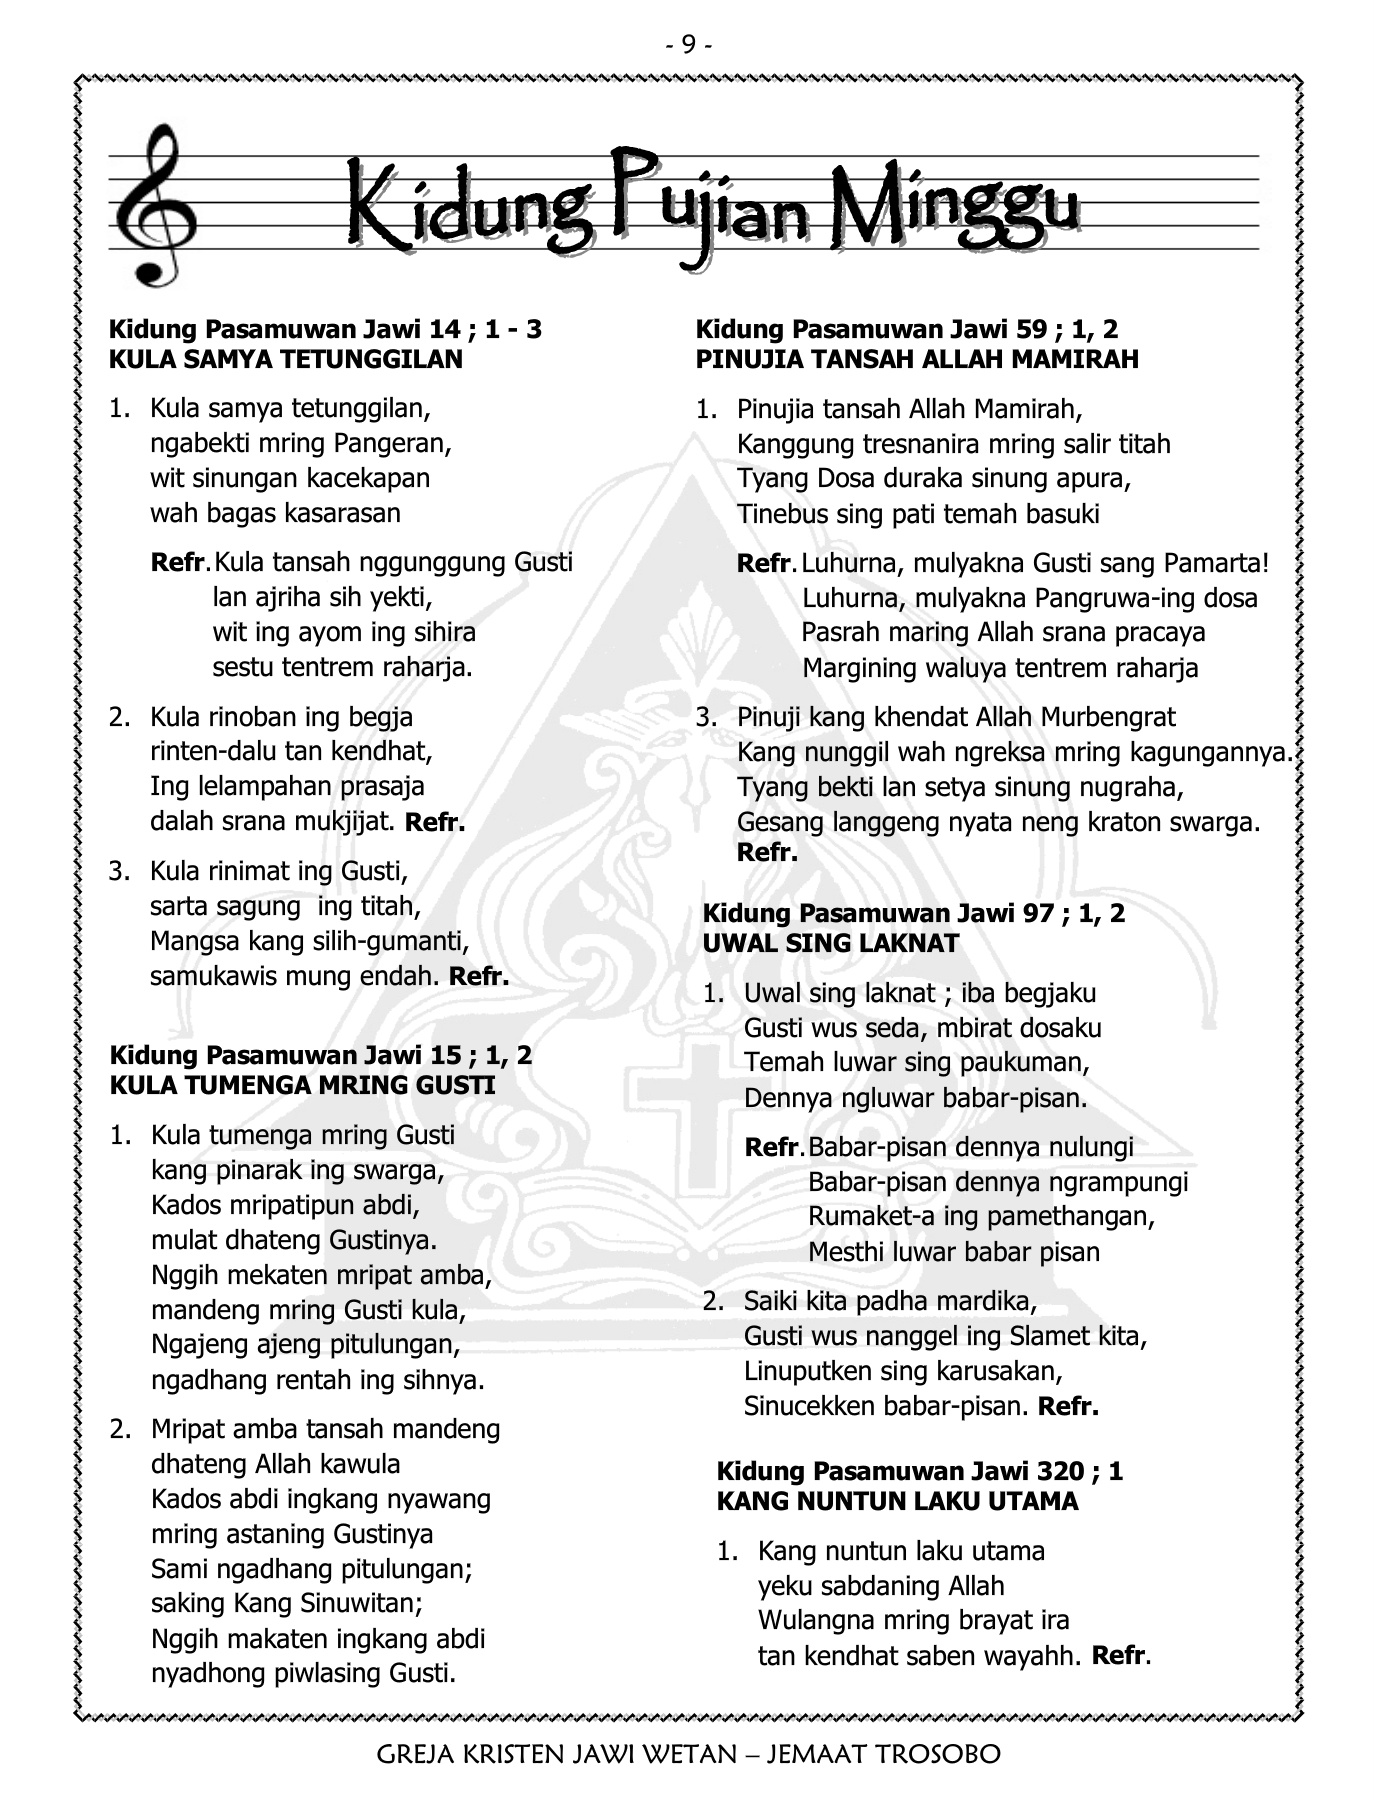 - 9 -
Kidung Pujian Minggu
Kidung Pasamuwan Jawi 14 ; 1 - 3
KULA SAMYA TETUNGGILAN
1. Kula samya tetunggilan,
ngabekti mring Pangeran,
wit sinungan kacekapan
wah bagas kasarasan
Refr. Kula tansah nggunggung Gusti
lan ajriha sih yekti,
wit ing ayom ing sihira
sestu tentrem raharja.
2. Kula rinoban ing begja
rinten-dalu tan kendhat,
Ing lelampahan prasaja
dalah srana mukjijat. Refr.
3. Kula rinimat ing Gusti,
sarta sagung ing titah,
Mangsa kang silih-gumanti,
samukawis mung endah. Refr.
Kidung Pasamuwan Jawi 15 ; 1, 2
KULA TUMENGA MRING GUSTI
1. Kula tumenga mring Gusti
kang pinarak ing swarga,
Kados mripatipun abdi,
mulat dhateng Gustinya.
Nggih mekaten mripat amba,
mandeng mring Gusti kula,
Ngajeng ajeng pitulungan,
ngadhang rentah ing sihnya.
2. Mripat amba tansah mandeng
dhateng Allah kawula
Kados abdi ingkang nyawang
mring astaning Gustinya
Sami ngadhang pitulungan;
saking Kang Sinuwitan;
Nggih makaten ingkang abdi
nyadhong piwlasing Gusti.
Kidung Pasamuwan Jawi 59 ; 1, 2
PINUJIA TANSAH ALLAH MAMIRAH
1. Pinujia tansah Allah Mamirah,
Kanggung tresnanira mring salir titah
Tyang Dosa duraka sinung apura,
Tinebus sing pati temah basuki
Refr. Luhurna, mulyakna Gusti sang Pamarta!
Luhurna, mulyakna Pangruwa-ing dosa
Pasrah maring Allah srana pracaya
Margining waluya tentrem raharja
3. Pinuji kang khendat Allah Murbengrat
Kang nunggil wah ngreksa mring kagungannya.
Tyang bekti lan setya sinung nugraha,
Gesang langgeng nyata neng kraton swarga.
Refr.
Kidung Pasamuwan Jawi 97 ; 1, 2
UWAL SING LAKNAT
1. Uwal sing laknat ; iba begjaku
Gusti wus seda, mbirat dosaku
Temah luwar sing paukuman,
Dennya ngluwar babar-pisan.
Refr. Babar-pisan dennya nulungi
Babar-pisan dennya ngrampungi
Rumaket-a ing pamethangan,
Mesthi luwar babar pisan
2. Saiki kita padha mardika,
Gusti wus nanggel ing Slamet kita,
Linuputken sing karusakan,
Sinucekken babar-pisan. Refr.
Kidung Pasamuwan Jawi 320 ; 1
KANG NUNTUN LAKU UTAMA
1. Kang nuntun laku utama
yeku sabdaning Allah
Wulangna mring brayat ira
tan kendhat saben wayahh. Refr.
GREJA KRISTEN JAWI WETAN – JEMAAT TROSOBO